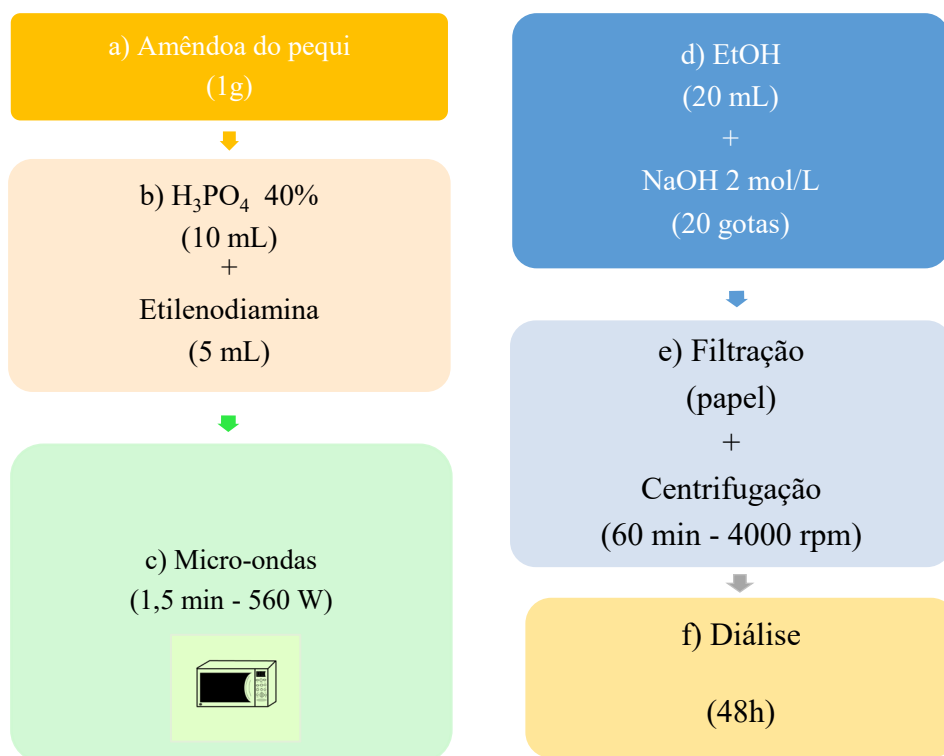 a) Amêndoa do pequi
(1g)
b) H₃PO₄ 40%
(10 mL)
+
Etilenodiamina
(5 mL)
c) Micro-ondas
(1,5 min - 560 W)
d) EtOH
(20 mL)
+
NaOH 2 mol/L
(20 gotas)
e) Filtração
(papel)
+
Centrifugação
(60 min - 4000 rpm)
f) Diálise
(48h)